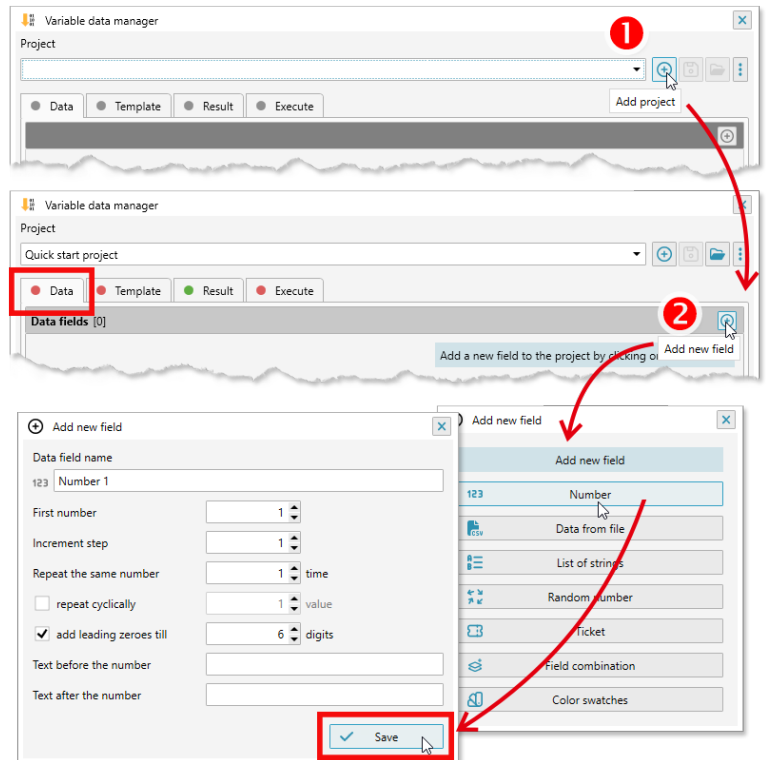 Variable data manager
Project
1
Add project
Data Template Result Execute
Variable data manager
Project
Quick start project
Data Template Result Execute
2
Data fields [0]
Add new field
Add a new field to the project by clicking
Add new field
Data field name
123 Number 1
First number 1
Increment step 1
Repeat the same number 1 time
repeat cyclically 1 value
add leading zeroes till 6 digits
Text before the number
Text after the number
Save
Add new field
Add new field
123 Number
CSV Data from file
List of strings
Random number
Ticket
Field combination
Color swatches